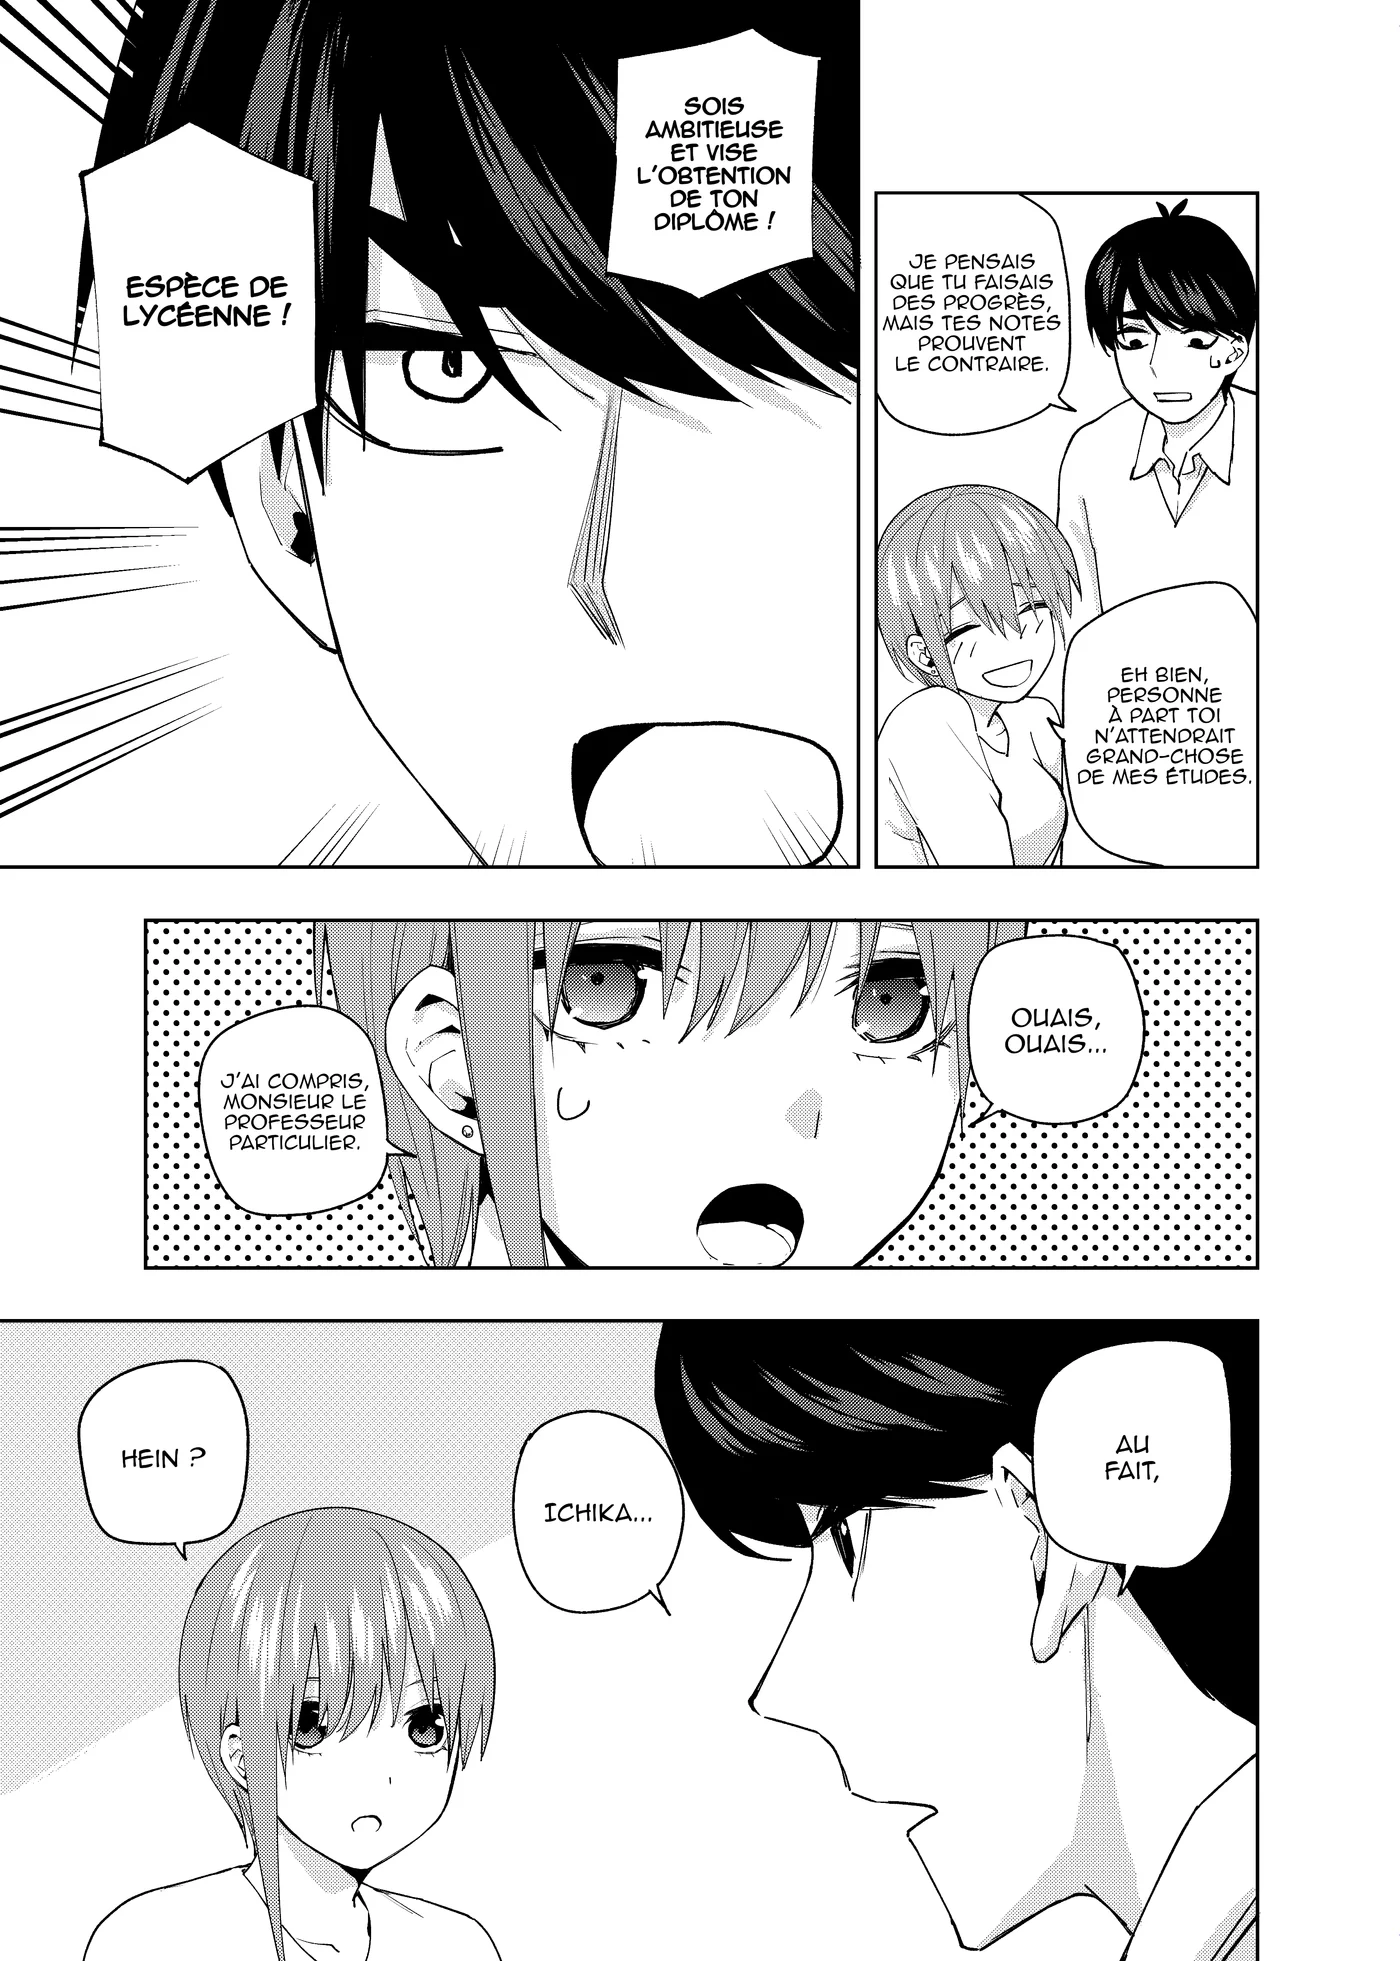 JE PENSAIS
QUE TU FAISAIS
DES PROGRÈS,
MAIS TES NOTES
PROUVENT
LE CONTRAIRE.
EH BIEN,
PERSONNE
À PART TOI
N'ATTENDRAIT
GRAND-CHOSE
DE MES ÉTUDES.
SOIS
AMBITIEUSE
ET VISE
L'OBTENTION
DE TON
DIPLÔME !
ESPÈCE DE
LYCÉENNE !
OUAIS,
OUAIS...
J'AI COMPRIS,
MONSIEUR LE
PROFESSEUR
PARTICULIER.
AU
FAIT,
ICHIKA...
HEIN ?